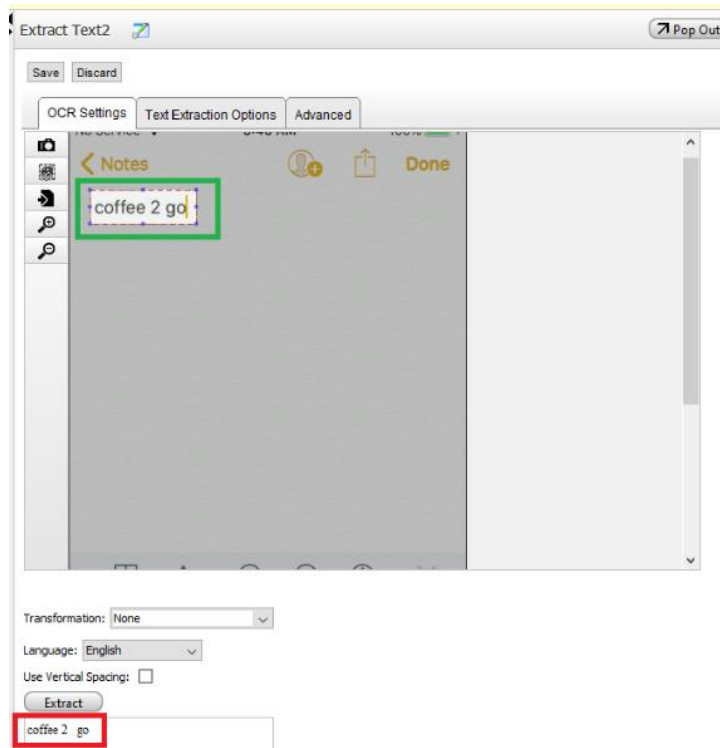 Extract Text2
Pop Out
Save Discard
OCR Settings Text Extraction Options Advanced
Notes Done
coffee 2 go
Transformation: None
Language: English
Use Vertical Spacing:
Extract
coffee 2 go